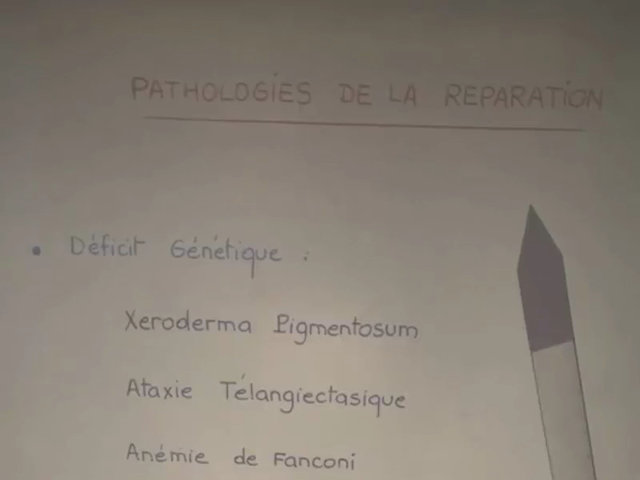 PATHOLOGIES DE LA REPARATION
• Déficit Génétique :
Xeroderma Pigmentosum
Ataxie Télangiectasique
Anémie de Fanconi